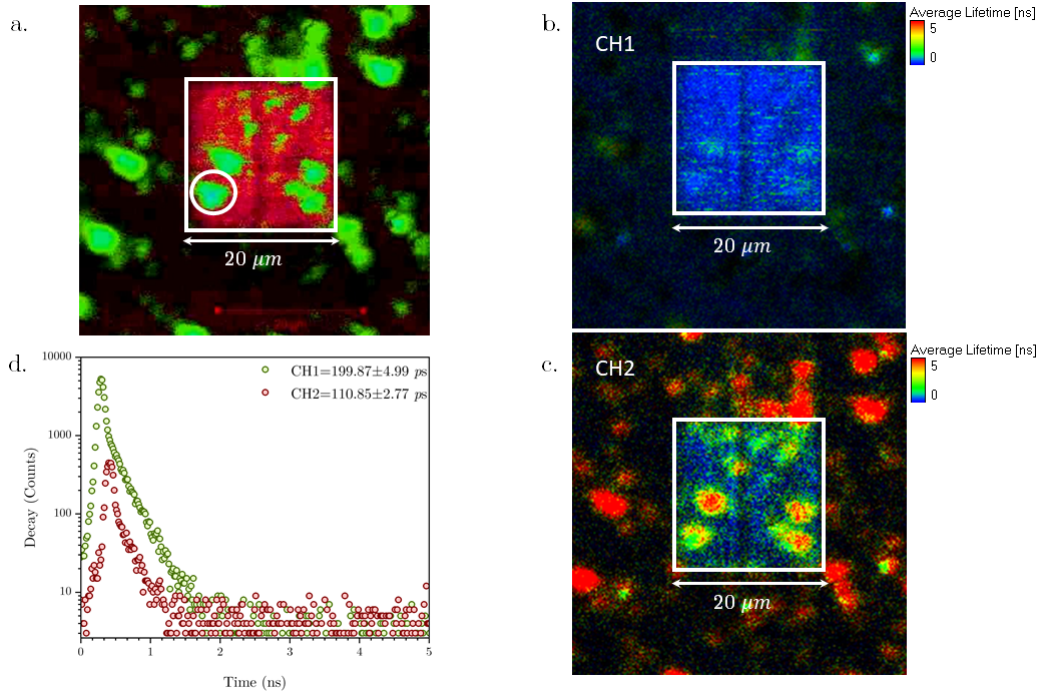 a.
20 μm
b.
CH1
20 μm
Average Lifetime [ns]
5
0
c.
CH2
20 μm
Average Lifetime [ns]
5
0
d.
10000
1000
100
10
Decay (Counts)
CH1=199.87±4.99 ps
CH2=110.85±2.77 ps
0 1 2 3 4 5
Time (ns)